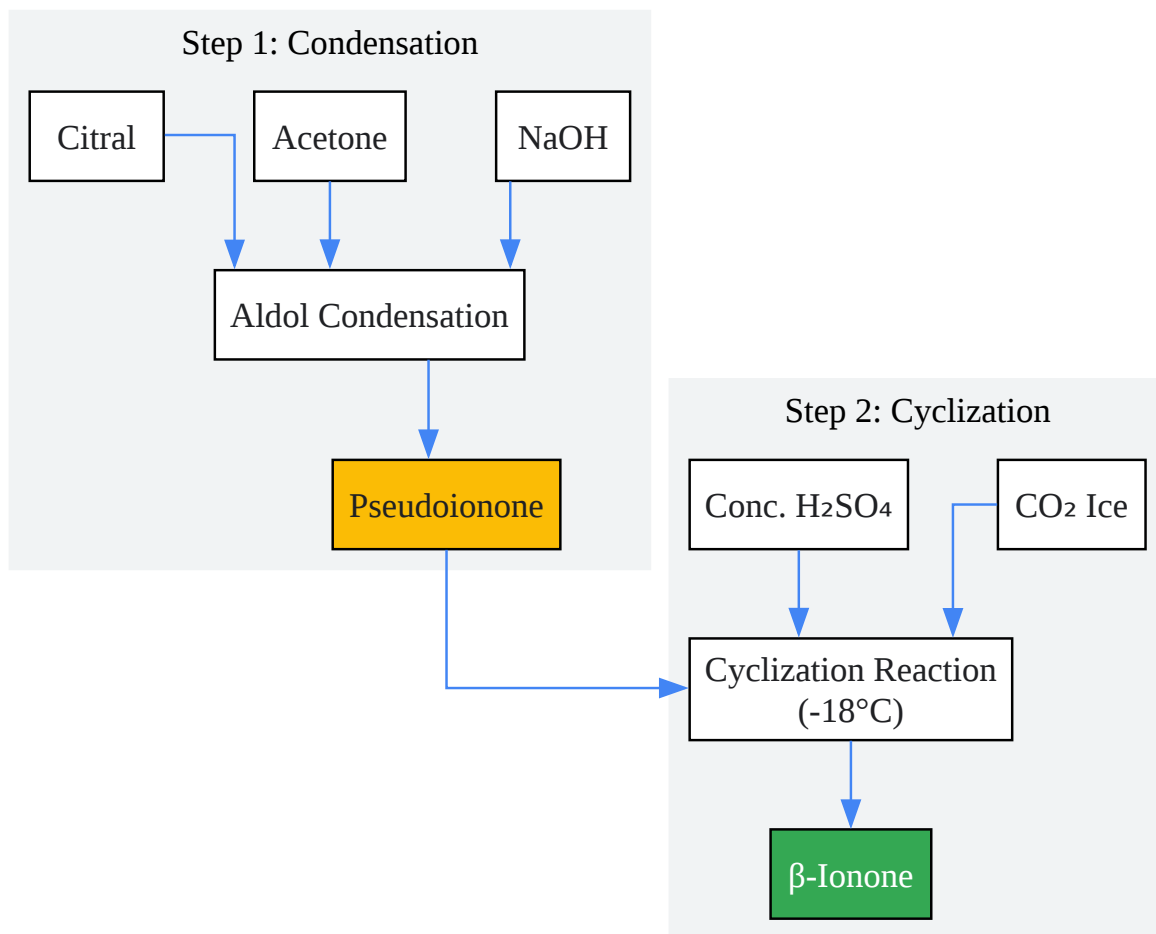 Step 1: Condensation
Citral
Acetone
NaOH
Aldol Condensation
Pseudoionone
Step 2: Cyclization
Conc. H₂SO₄
CO₂ Ice
Cyclization Reaction
(-18°C)
β-Ionone